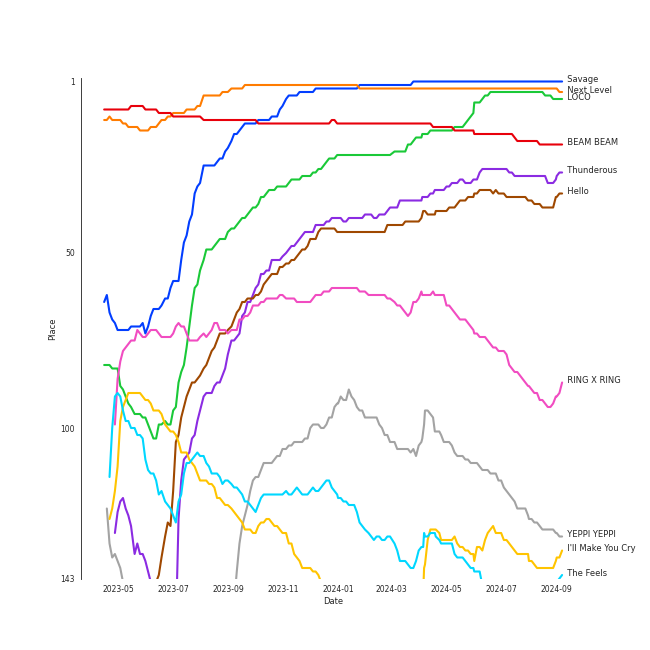 1
50
100
143
Place
2023-05
2023-07
2023-09
2023-11
2024-01
2024-03
2024-05
2024-07
2024-09
Date
Savage
Next Level
LOCO
BEAM BEAM
Thunderous
Hello
RING X RING
YEPPI YEPPI
I'll Make You Cry
The Feels